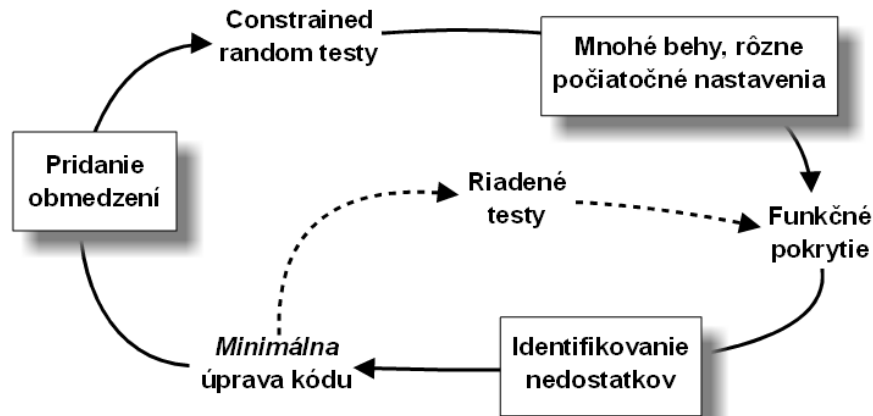 Constrained
random testy
Mnohé behy, rôzne
počiatočné nastavenia
Pridanie
obmedzení
Riadené
testy
Funkčné
pokrytie
Minimálna
úprava kódu
Identifikovanie
nedostatkov